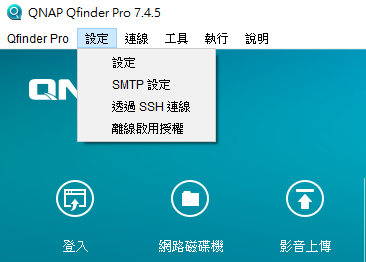 QNAP Qfinder Pro 7.4.5
Qfinder Pro 設定 連線 工具 執行 說明
設定
SMTP 設定
透過 SSH 連線
離線啟用授權
QN
登入 網路磁碟機 影音上傳